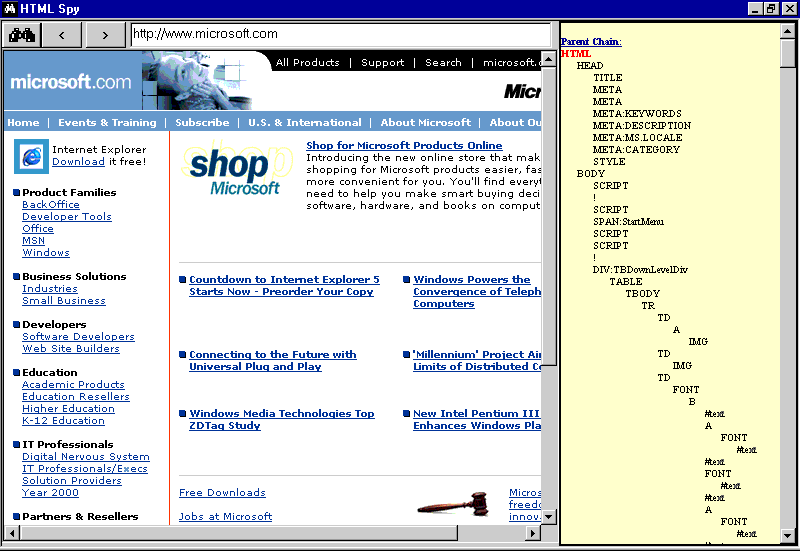 HTML Spy
< > http://www.microsoft.com
microsoft.com
All Products | Support | Search | microsoft.c
Micr
Home | Events & Training | Subscribe | U.S. & International | About Microsoft | About Ou
Internet Explorer
Download it free!
Product Families
BackOffice
Developer Tools
Office
MSN
Windows
Business Solutions
Industries
Small Business
Developers
Software Developers
Web Site Builders
Education
Academic Products
Education Resellers
Higher Education
K-12 Education
IT Professionals
Digital Nervous System
IT Professionals/Execs
Solution Providers
Year 2000
Partners & Resellers
shop
shop
Microsoft
Shop for Microsoft Products Online
Introducing the new online store that mak
shopping for Microsoft products easier, fas
more convenient for you. You'll find everyt
need to help you make smart buying deci
software, hardware, and books on comput
Countdown to Internet Explorer 5
Starts Now - Preorder Your Copy
Windows Powers the
Convergence of Teleph
Computers
Connecting to the Future with
Universal Plug and Play
'Millennium' Project Aim
Limits of Distributed Co
Windows Media Technologies Top
ZDTag Study
New Intel Pentium III
Enhances Windows Pla
Free Downloads
Jobs at Microsoft
Micros
freedo
innov
Parent Chain:
HTML
HEAD
TITLE
META
META
META:KEYWORDS
META:DESCRIPTION
META:MS.LOCALE
META:CATEGORY
STYLE
BODY
SCRIPT
!
SCRIPT
SPAN:StartMenu
SCRIPT
SCRIPT
!
DIV:TBDownLevelDiv
TABLE
TBODY
TR
TD
A
IMG
TD
IMG
TD
FONT
B
#text
A
FONT
#text
#text
FONT
#text
#text
A
FONT
#text